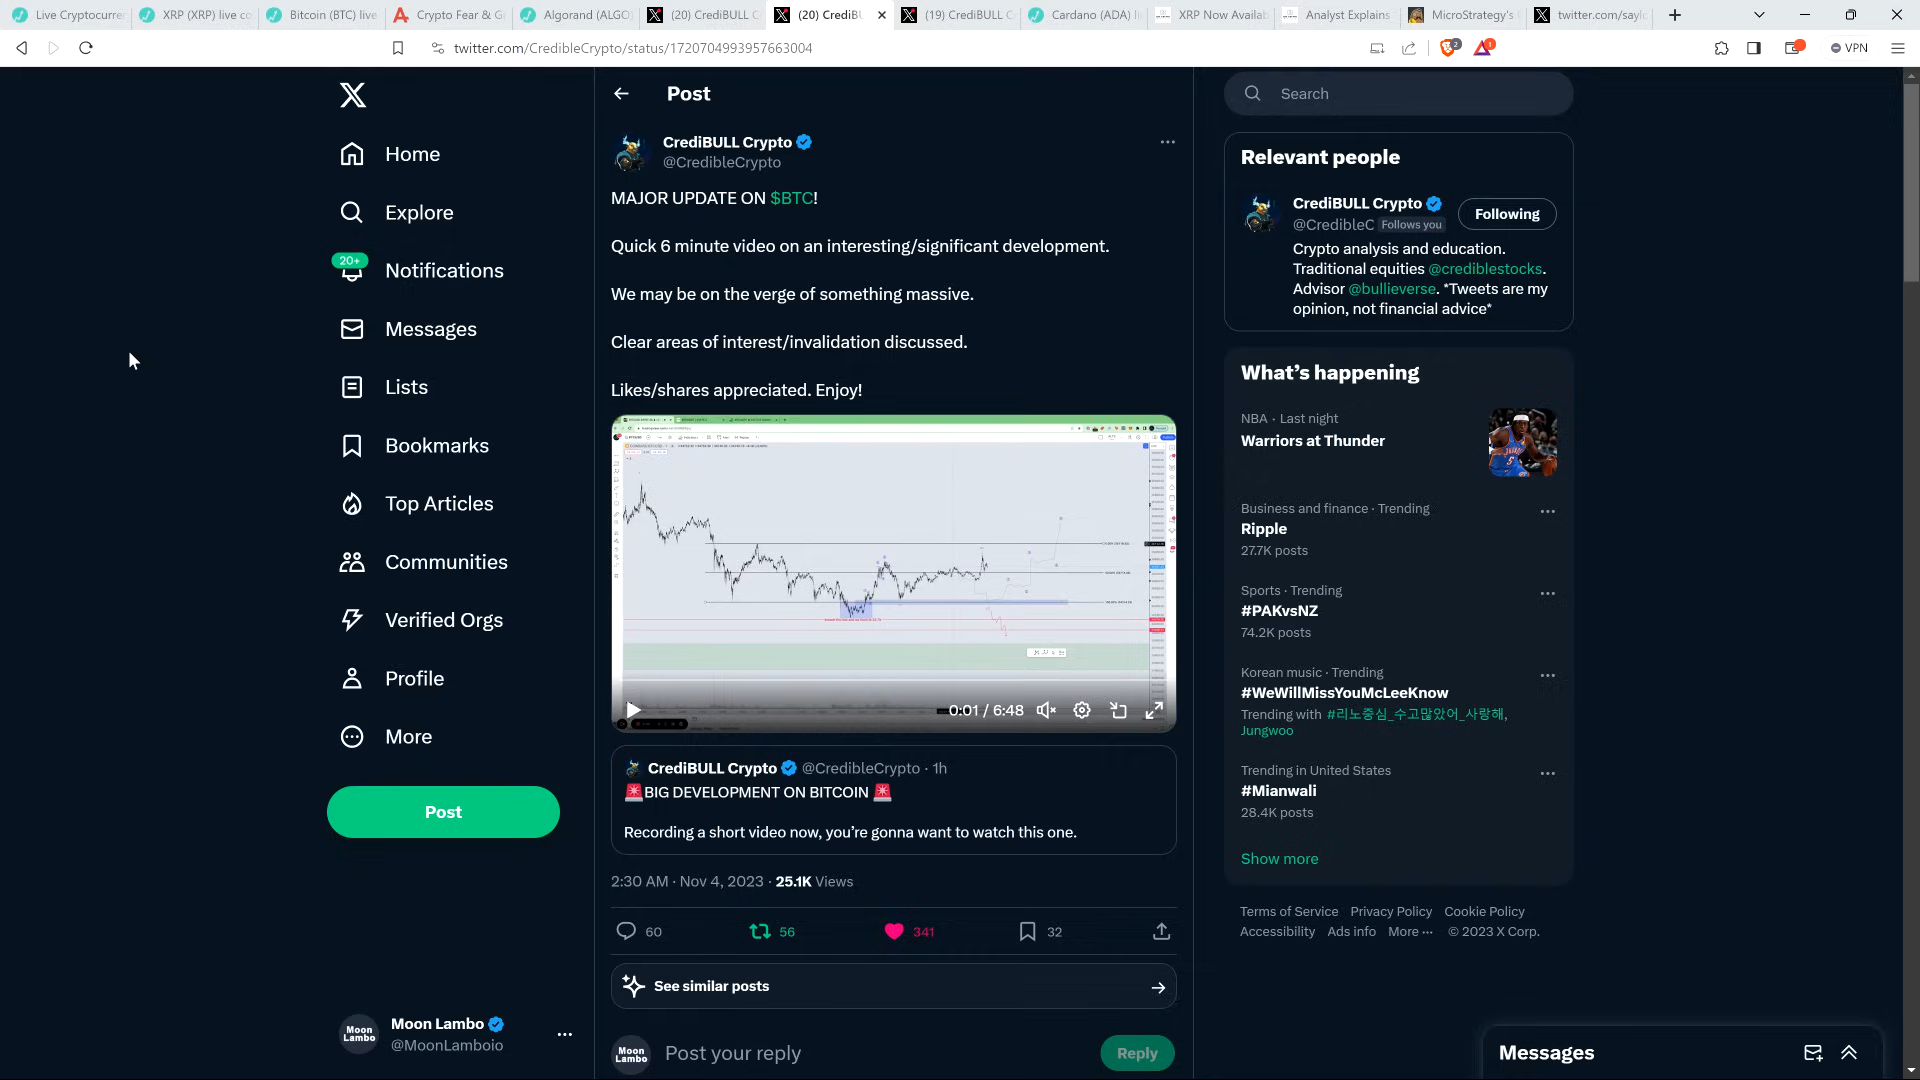 Live Cryptocurren
XRP (XRP) live co
Bitcoin (BTC) live
Crypto Fear & G
Algorand (ALGO
(20) CrediBULL C
(20) CrediBU
(19) CrediBULL C
Cardano (ADA) li
XRP Now Availab
Analyst Explains
MicroStrategy's
twitter.com/saylo
twitter.com/CredibleCrypto/status/1720704993957663004
2
1
VPN
Home
Explore
20+
Notifications
Messages
Lists
Bookmarks
Top Articles
Communities
Verified Orgs
Profile
More
Post
Moon Lambo
Moon Lambo
@MoonLamboio
Post
CrediBULL Crypto
@CredibleCrypto
MAJOR UPDATE ON $BTC!
Quick 6 minute video on an interesting/significant development.
We may be on the verge of something massive.
Clear areas of interest/invalidation discussed.
Likes/shares appreciated. Enjoy!
0:01 / 6:48
CrediBULL Crypto @CredibleCrypto · 1h
🚨BIG DEVELOPMENT ON BITCOIN 🚨
Recording a short video now, you’re gonna want to watch this one.
2:30 AM · Nov 4, 2023 · 25.1K Views
60
56
341
32
See similar posts
Moon Lambo
Post your reply
Reply
Search
Relevant people
CrediBULL Crypto
@CredibleC Follows you
Following
Crypto analysis and education.
Traditional equities @crediblestocks.
Advisor @bullieverse. *Tweets are my
opinion, not financial advice*
What’s happening
NBA · Last night
Warriors at Thunder
Business and finance · Trending
Ripple
27.7K posts
Sports · Trending
#PAKvsNZ
74.2K posts
Korean music · Trending
#WeWillMissYouMcLeeKnow
Trending with #리노중심_수고많았어_사랑해,
Jungwoo
Trending in United States
#Mianwali
28.4K posts
Show more
Terms of Service Privacy Policy Cookie Policy
Accessibility Ads info More ··· © 2023 X Corp.
Messages